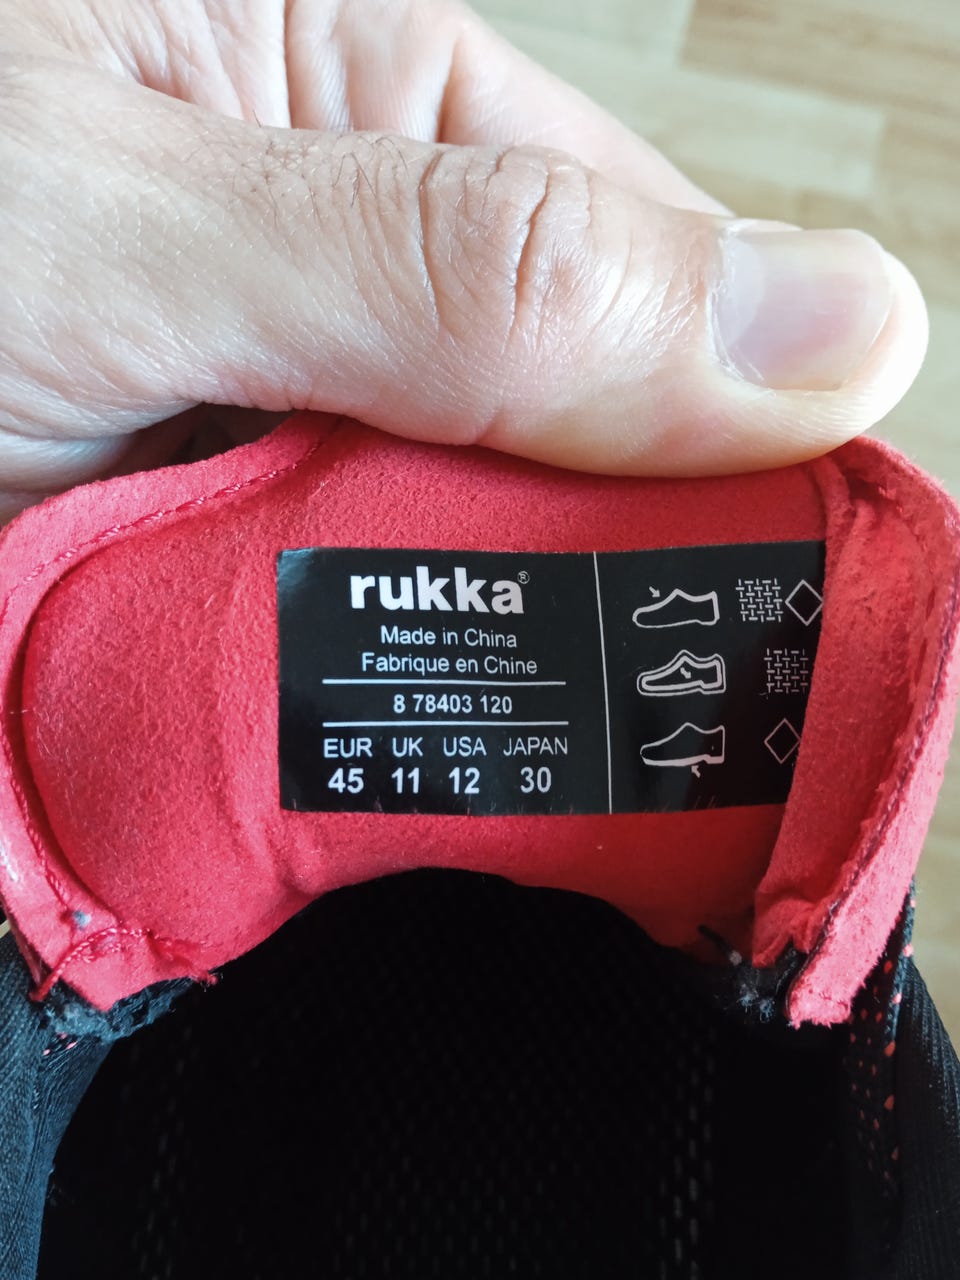 rukka®
Made in China
Fabrique en Chine
8 78403 120
EUR UK USA JAPAN
45 11 12 30